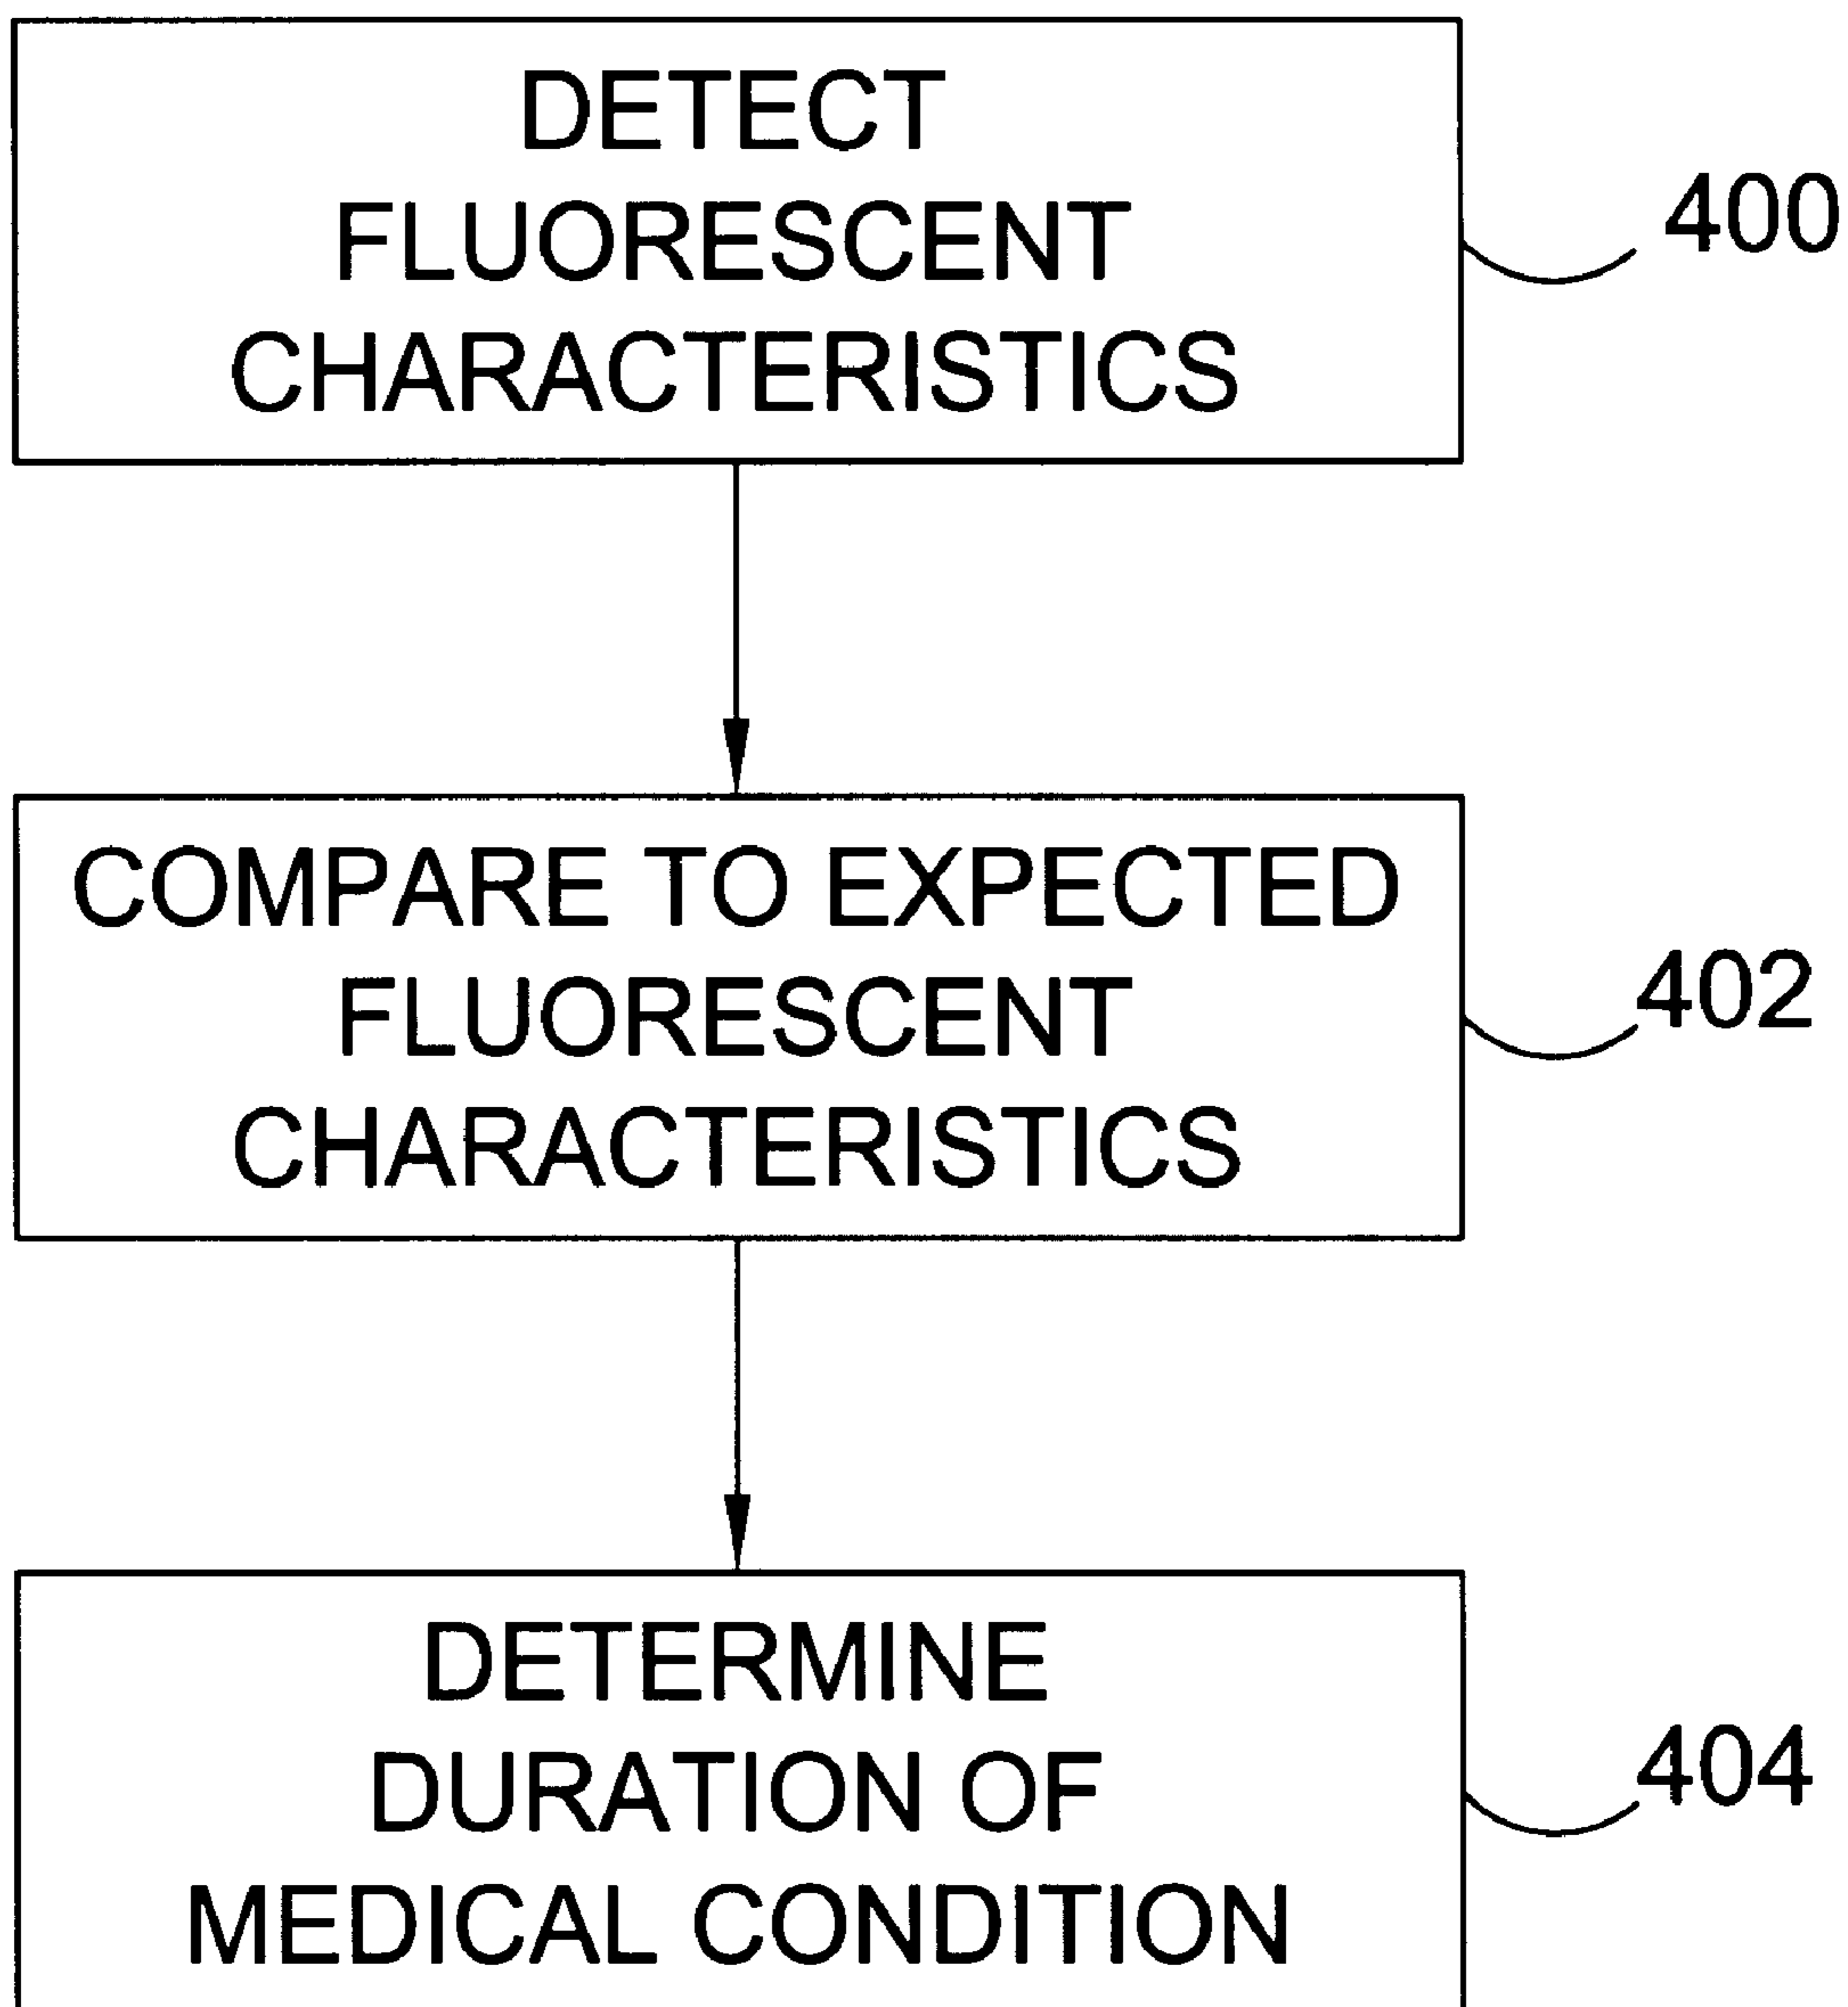 DETECT
FLUORESCENT
CHARACTERISTICS
400
COMPARE TO EXPECTED
FLUORESCENT
CHARACTERISTICS
402
DETERMINE
DURATION OF
MEDICAL CONDITION
404